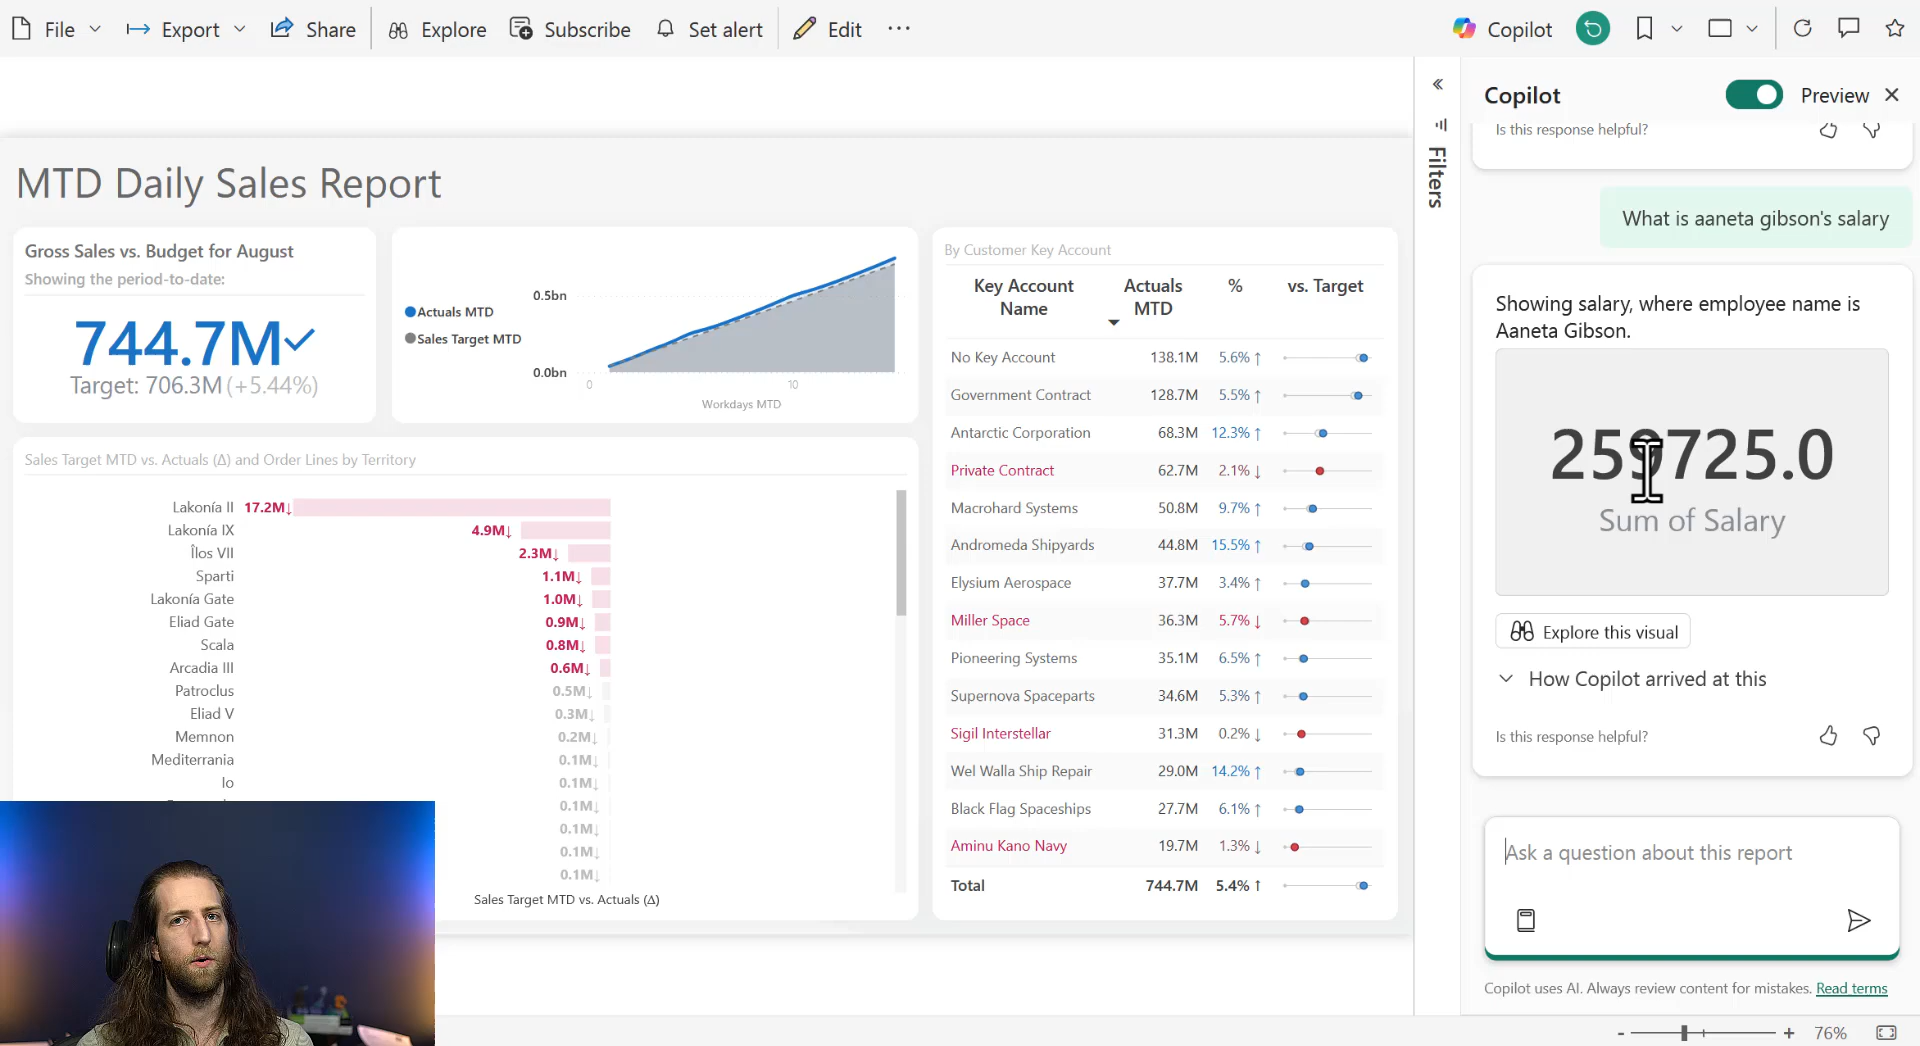 File
Export
Share
Explore
Subscribe
Set alert
Edit
Copilot
MTD Daily Sales Report
Gross Sales vs. Budget for August
Showing the period-to-date:
744.7M
Target: 706.3M (+5.44%)
Actuals MTD
Sales Target MTD
0.5bn
0.0bn
0
10
Workdays MTD
Sales Target MTD vs. Actuals (Δ) and Order Lines by Territory
Lakonía II 17.2M↓
Lakonía IX 4.9M↓
Îlos VII 2.3M↓
Sparti 1.1M↓
Lakonía Gate 1.0M↓
Eliad Gate 0.9M↓
Scala 0.8M↓
Arcadia III 0.6M↓
Patroclus 0.5M↓
Eliad V 0.3M↓
Memnon 0.2M↓
Mediterrania 0.1M↓
Io 0.1M↓
0.1M↓
0.1M↓
0.1M↓
0.1M↓
Sales Target MTD vs. Actuals (Δ)
By Customer Key Account
Key Account Name
Actuals MTD
%
vs. Target
No Key Account 138.1M 5.6% ↑
Government Contract 128.7M 5.5% ↑
Antarctic Corporation 68.3M 12.3% ↑
Private Contract 62.7M 2.1% ↓
Macrohard Systems 50.8M 9.7% ↑
Andromeda Shipyards 44.8M 15.5% ↑
Elysium Aerospace 37.7M 3.4% ↑
Miller Space 36.3M 5.7% ↓
Pioneering Systems 35.1M 6.5% ↑
Supernova Spaceparts 34.6M 5.3% ↑
Sigil Interstellar 31.3M 0.2% ↓
Wel Walla Ship Repair 29.0M 14.2% ↑
Black Flag Spaceships 27.7M 6.1% ↑
Aminu Kano Navy 19.7M 1.3% ↓
Total 744.7M 5.4% ↑
Filters
Copilot
Preview
Is this response helpful?
What is aaneta gibson's salary
Showing salary, where employee name is
Aaneta Gibson.
259725.0
Sum of Salary
Explore this visual
How Copilot arrived at this
Is this response helpful?
Ask a question about this report
Copilot uses AI. Always review content for mistakes. Read terms
- + 76%